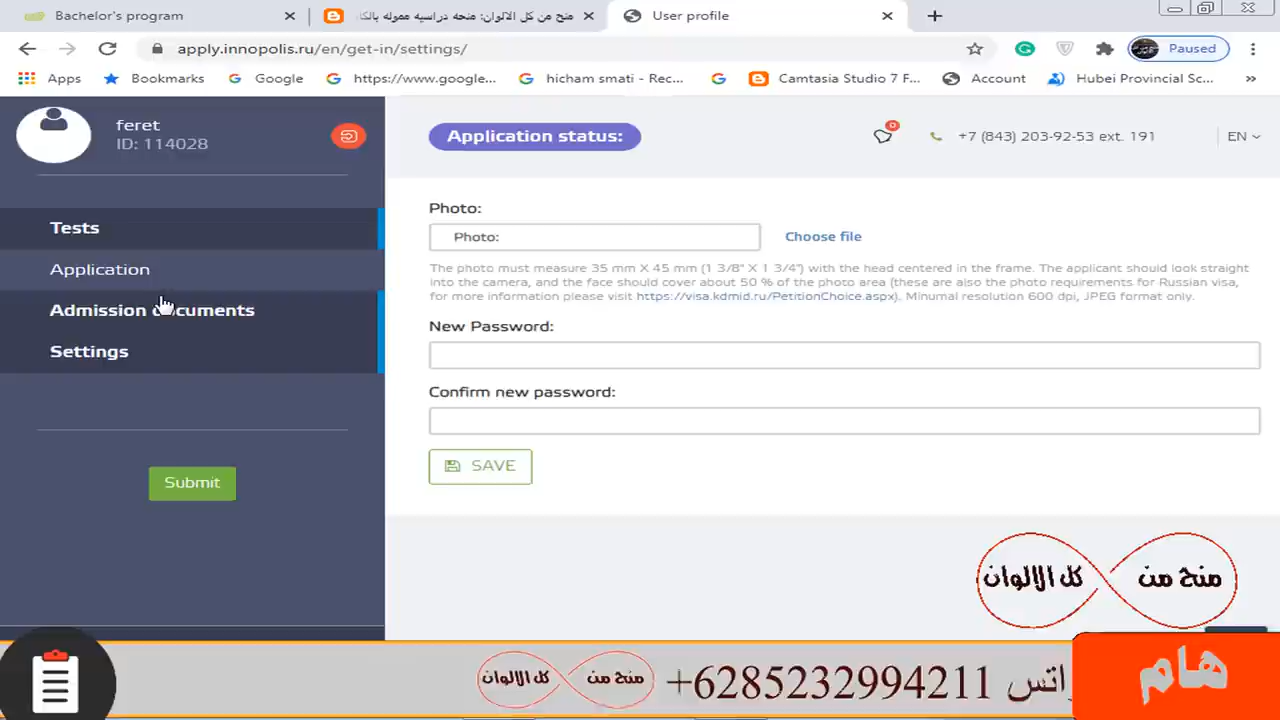 Bachelor's program
منح من كل الالوان: منحه دراسيه مموله بالكا
User profile
apply.innopolis.ru/en/get-in/settings/
Paused
Apps
Bookmarks
Google
https://www.google...
hicham smati - Rec...
Camtasia Studio 7 F...
Account
Hubei Provincial Sc...
»
feret
ID: 114028
Application status:
0
+7 (843) 203-92-53 ext. 191
EN
Tests
Application
Admission documents
Settings
Submit
Photo:
Photo:
Choose file
The photo must measure 35 mm X 45 mm (1 3/8" X 1 3/4") with the head centered in the frame. The applicant should look straight
into the camera, and the face should cover about 50 % of the photo area (these are also the photo requirements for Russian visa,
for more information please visit https://visa.kdmid.ru/PetitionChoice.aspx). Minumal resolution 600 dpi, JPEG format only.
New Password:
Confirm new password:
SAVE
منح من كل الالوان
منح من كل الالوان
اتس +6285232994211
هام